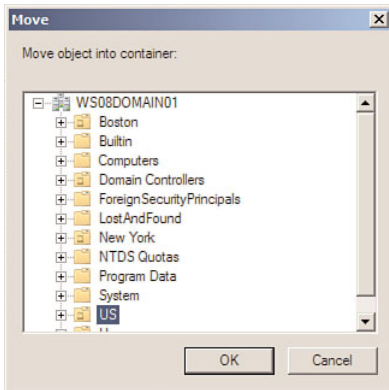 Move
Move object into container:
WS08DOMAIN01
Boston
Builtin
Computers
Domain Controllers
ForeignSecurityPrincipals
LostAndFound
New York
NTDS Quotas
Program Data
System
US
OK
Cancel